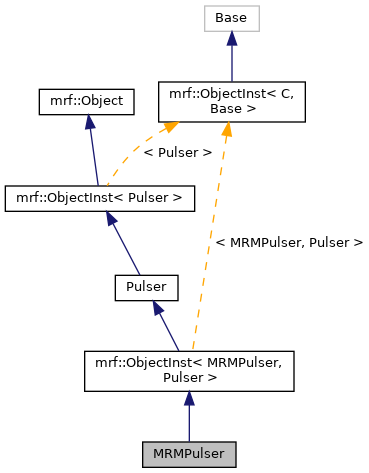 Base
mrf::ObjectInst< C,
Base >
mrf::Object
< Pulser >
mrf::ObjectInst< Pulser >
< MRMPulser, Pulser >
Pulser
mrf::ObjectInst< MRMPulser,
Pulser >
MRMPulser